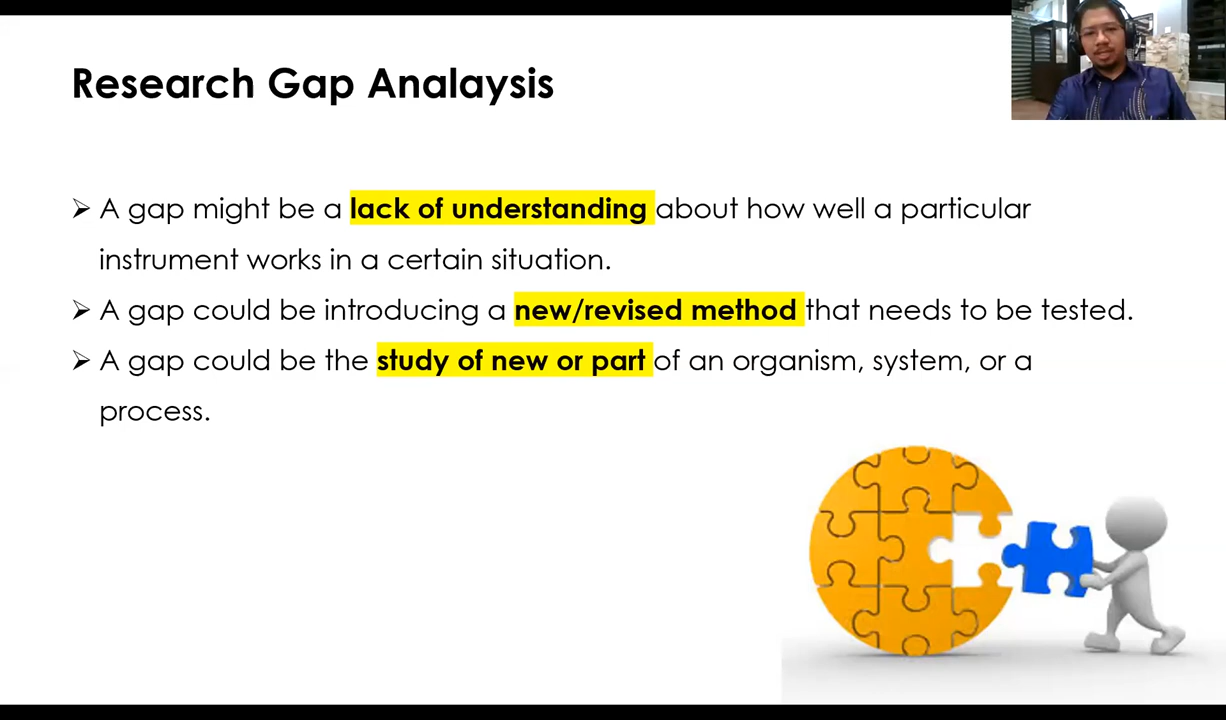 Research Gap Analaysis
➢ A gap might be a lack of understanding about how well a particular
instrument works in a certain situation.
➢ A gap could be introducing a new/revised method that needs to be tested.
➢ A gap could be the study of new or part of an organism, system, or a
process.